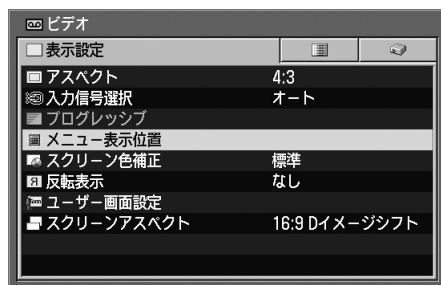 ビデオ
表示設定
アスペクト 4:3
入力信号選択 オート
プログレッシブ
メニュー表示位置
スクリーン色補正 標準
反転表示 なし
ユーザー画面設定
スクリーンアスペクト 16:9 Dイメージシフト